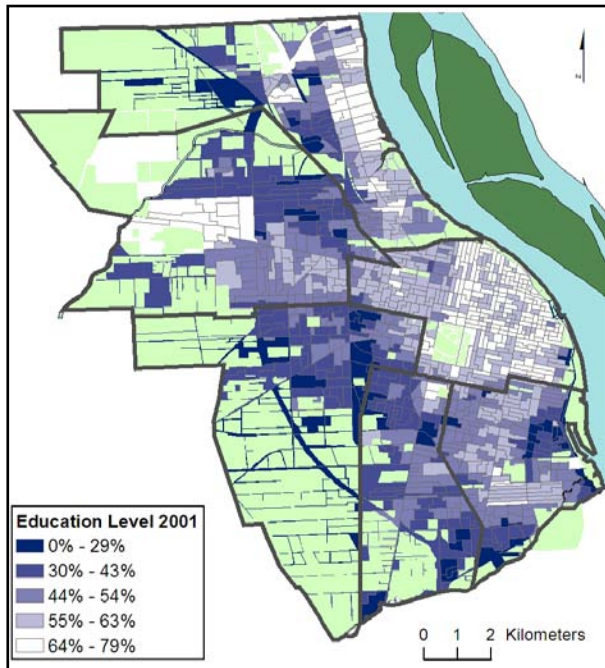 Education Level 2001
0% - 29%
30% - 43%
44% - 54%
55% - 63%
64% - 79%
0 1 2 Kilometers